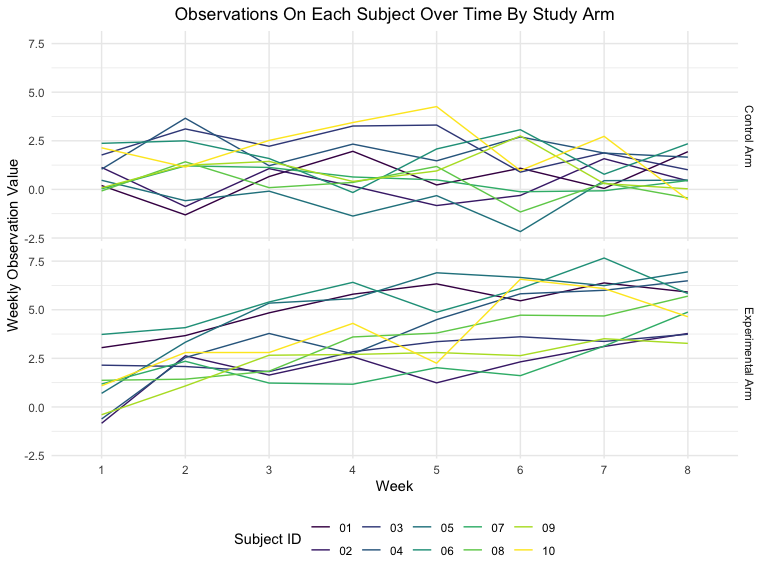 Observations On Each Subject Over Time By Study Arm
Weekly Observation Value
7.5
5.0
2.5
0.0
-2.5
Control Arm
7.5
5.0
2.5
0.0
-2.5
Experimental Arm
1 2 3 4 5 6 7 8
Week
Subject ID
01 03 05 07 09
02 04 06 08 10